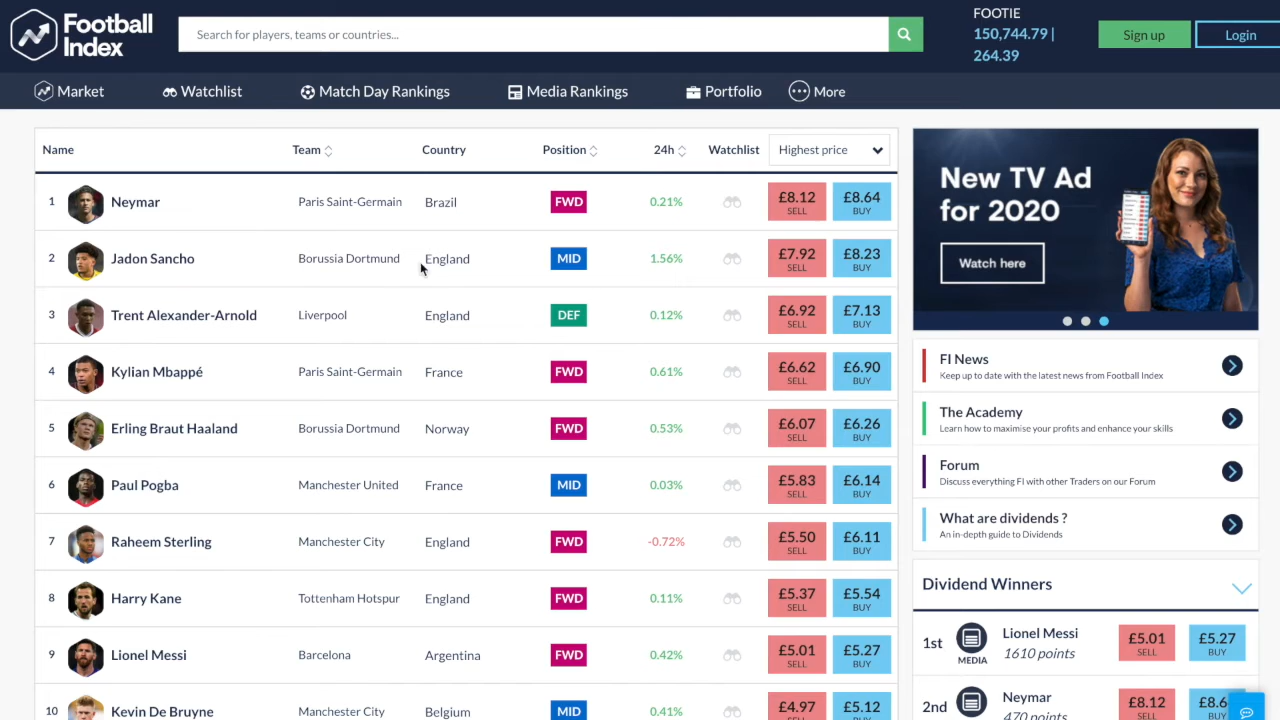 Football
Index
Search for players, teams or countries...
FOOTIE
150,744.79 |
264.39
Sign up
Login
Market
Watchlist
Match Day Rankings
Media Rankings
Portfolio
More
Name Team Country Position 24h Watchlist Highest price
1 Neymar Paris Saint-Germain Brazil FWD 0.21% £8.12 SELL £8.64 BUY
2 Jadon Sancho Borussia Dortmund England MID 1.56% £7.92 SELL £8.23 BUY
3 Trent Alexander-Arnold Liverpool England DEF 0.12% £6.92 SELL £7.13 BUY
4 Kylian Mbappé Paris Saint-Germain France FWD 0.61% £6.62 SELL £6.90 BUY
5 Erling Braut Haaland Borussia Dortmund Norway FWD 0.53% £6.07 SELL £6.26 BUY
6 Paul Pogba Manchester United France MID 0.03% £5.83 SELL £6.14 BUY
7 Raheem Sterling Manchester City England FWD -0.72% £5.50 SELL £6.11 BUY
8 Harry Kane Tottenham Hotspur England FWD 0.11% £5.37 SELL £5.54 BUY
9 Lionel Messi Barcelona Argentina FWD 0.42% £5.01 SELL £5.27 BUY
10 Kevin De Bruyne Manchester City Belgium MID 0.41% £4.97 SELL £5.12 BUY
New TV Ad
for 2020
Watch here
FI News
Keep up to date with the latest news from Football Index
The Academy
Learn how to maximise your profits and enhance your skills
Forum
Discuss everything FI with other Traders on our Forum
What are dividends ?
An in-depth guide to Dividends
Dividend Winners
1st MEDIA Lionel Messi 1610 points £5.01 SELL £5.27 BUY
2nd Neymar 470 points £8.12 SELL £8.6 BUY